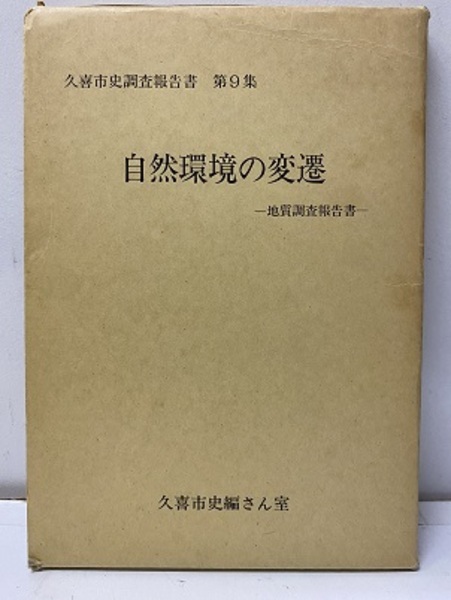 久喜市史調査報告書　第9集
自然環境の変遷
―地質調査報告書―
久喜市史編さん室